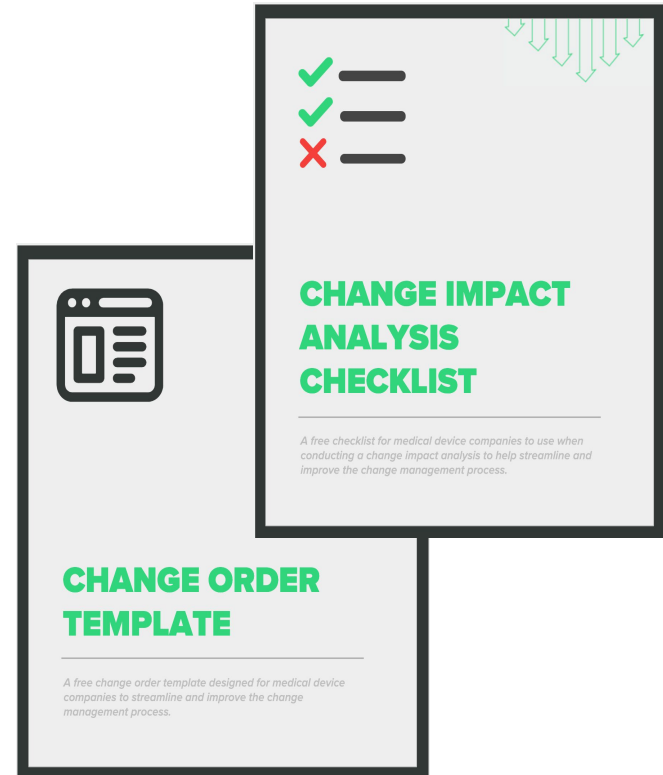 CHANGE IMPACT
ANALYSIS
CHECKLIST
A free checklist for medical device companies to use when
conducting a change impact analysis to help streamline and
improve the change management process.
CHANGE ORDER
TEMPLATE
A free change order template designed for medical device
companies to streamline and improve the change
management process.